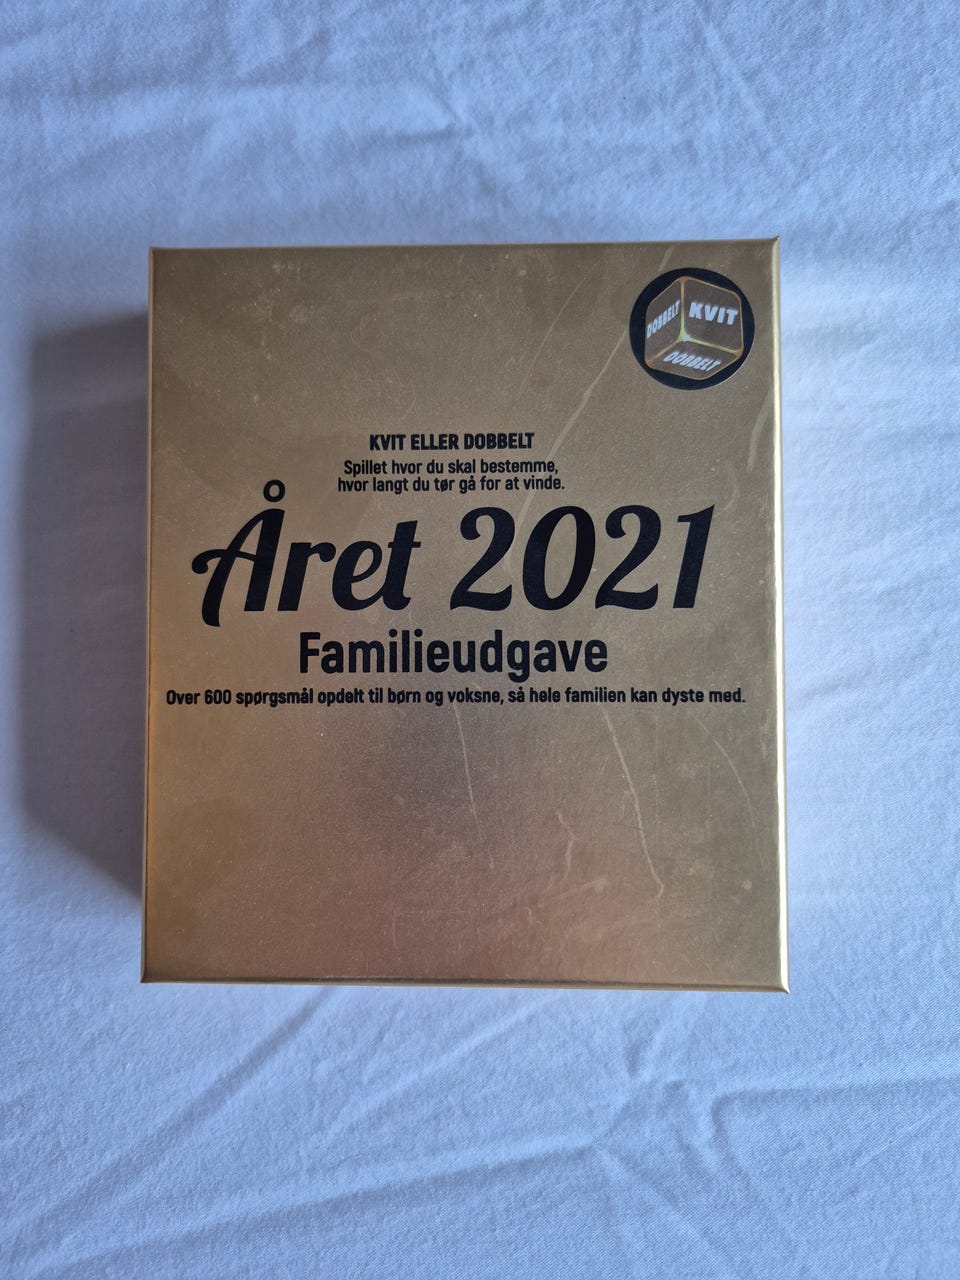 DOBBELT KVIT
DOBBELT
KVIT ELLER DOBBELT
Spillet hvor du skal bestemme,
hvor langt du tør gå for at vinde.
Året 2021
Familieudgave
Over 600 spørgsmål opdelt til børn og voksne, så hele familien kan dyste med.